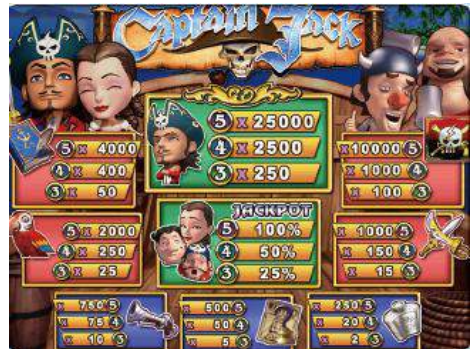 Captain Jack
5 x 25000
4 x 2500
3 x 250
5 x 4000
4 x 400
3 x 50
x 10000 5
x 1000 4
x 100 3
5 x 2000
4 x 250
3 x 25
JACKPOT
5 100%
4 50%
3 25%
x 1000 5
x 150 4
x 15 3
x 750 5
x 75 4
x 10 3
x 500 5
x 50 4
x 5 3
x 250 5
x 20 4
x 2 3